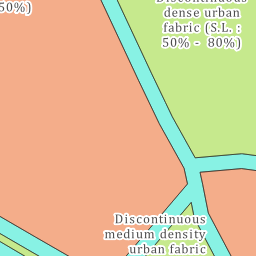 50%)
Discontinuous
dense urban
fabric (S.L. :
50% - 80%)
Discontinuous
medium density
urban fabric